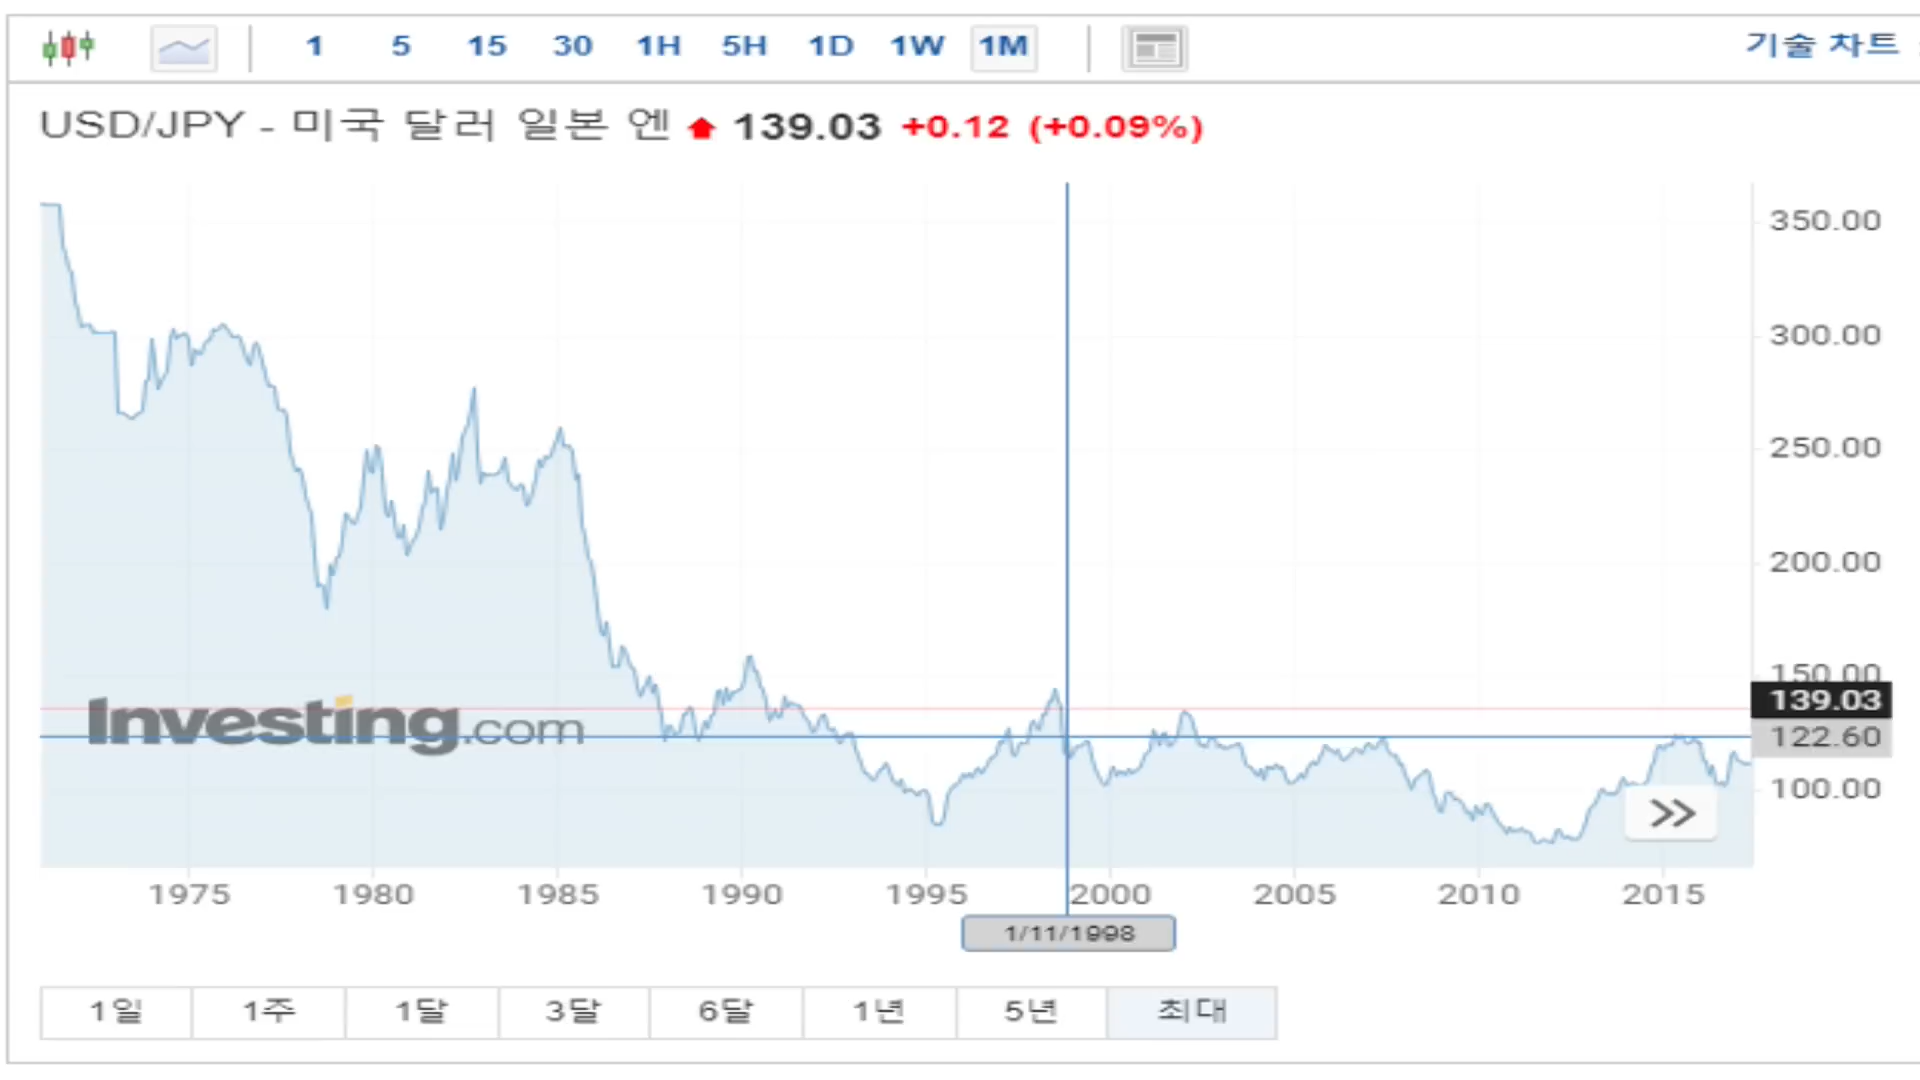 1 5 15 30 1H 5H 1D 1W 1M 기술 차트
USD/JPY - 미국 달러 일본 엔 139.03 +0.12 (+0.09%)
350.00
300.00
250.00
200.00
150.00
139.03
122.60
100.00
Investing.com
1975 1980 1985 1990 1995 2000 2005 2010 2015
1/11/1998
1일 1주 1달 3달 6달 1년 5년 최대